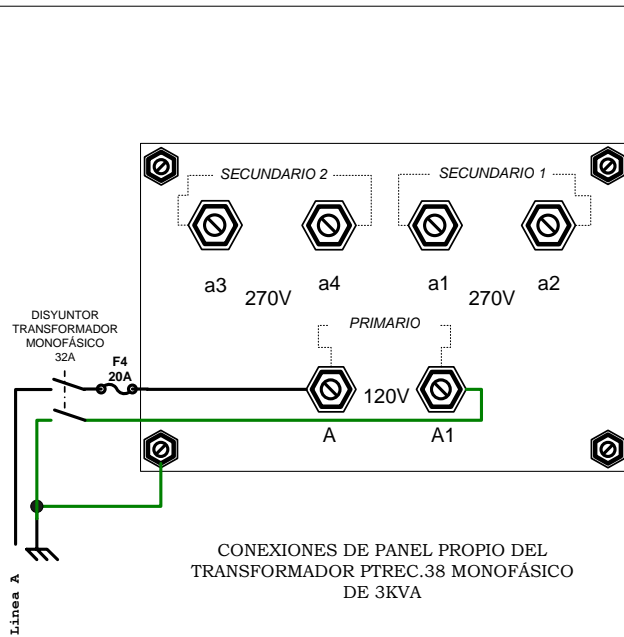 SECUNDARIO 2
SECUNDARIO 1
a3
270V
a4
a1
270V
a2
PRIMARIO
DISYUNTOR
TRANSFORMADOR
MONOFÁSICO
32A
F4
20A
120V
A
A1
CONEXIONES DE PANEL PROPIO DEL
TRANSFORMADOR PTREC.38 MONOFÁSICO
DE 3KVA
Linea A